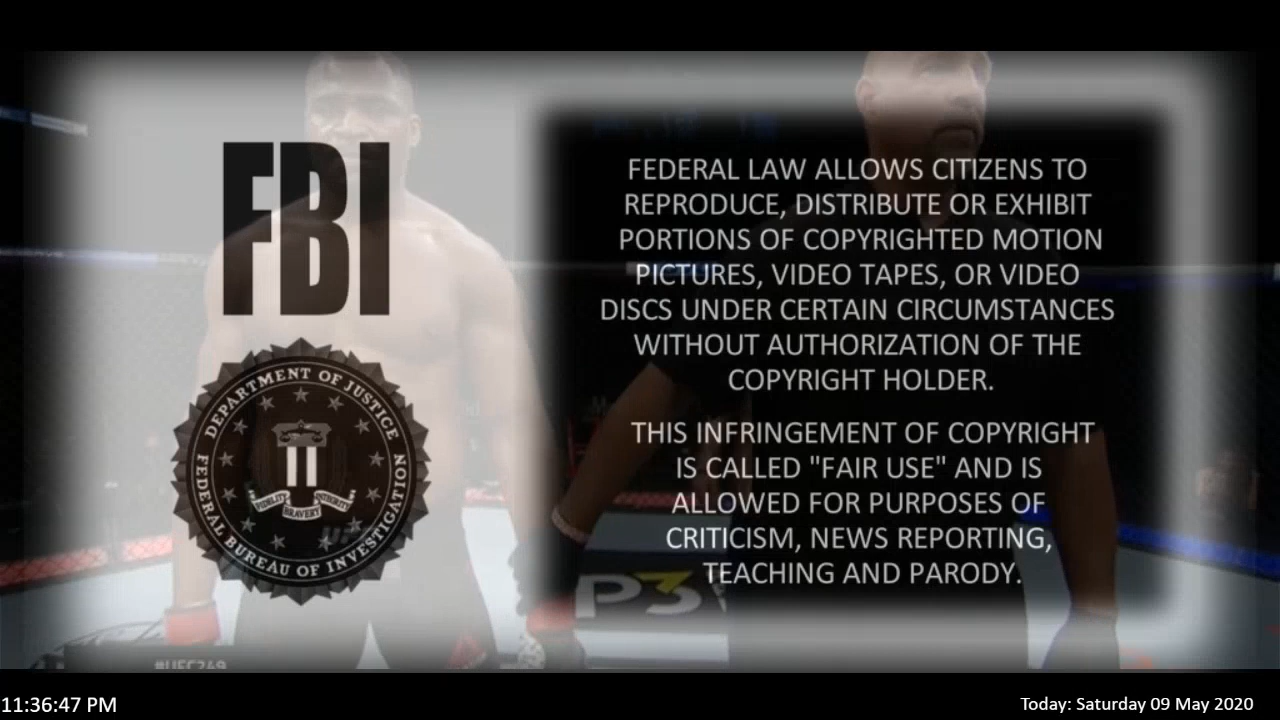 FBI
DEPARTMENT OF JUSTICE
FEDERAL BUREAU OF INVESTIGATION
FIDELITY
BRAVERY
INTEGRITY
FEDERAL LAW ALLOWS CITIZENS TO
REPRODUCE, DISTRIBUTE OR EXHIBIT
PORTIONS OF COPYRIGHTED MOTION
PICTURES, VIDEO TAPES, OR VIDEO
DISCS UNDER CERTAIN CIRCUMSTANCES
WITHOUT AUTHORIZATION OF THE
COPYRIGHT HOLDER.
THIS INFRINGEMENT OF COPYRIGHT
IS CALLED "FAIR USE" AND IS
ALLOWED FOR PURPOSES OF
CRITICISM, NEWS REPORTING,
TEACHING AND PARODY.
P3
#UFC249
11:36:47 PM
Today: Saturday 09 May 2020